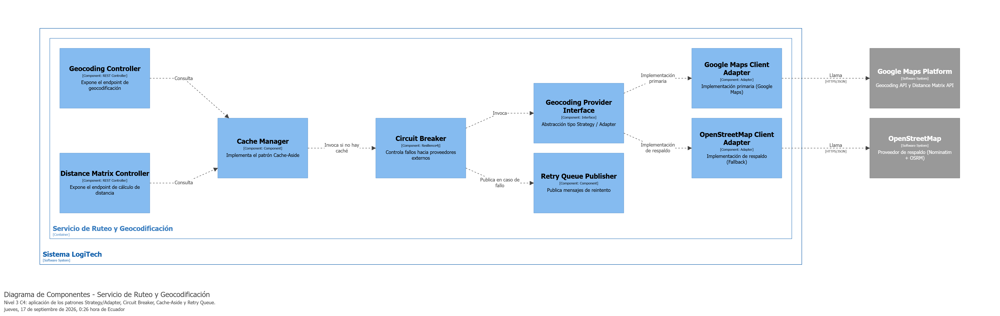 Geocoding Controller
[Component: REST Controller]
Expone el endpoint de
geocodificación
Consulta
Distance Matrix Controller
[Component: REST Controller]
Expone el endpoint de cálculo de
distancia
Consulta
Cache Manager
[Component: Component]
Implementa el patrón Cache-Aside
Invoca si no hay
caché
Circuit Breaker
[Component: Resilience4j]
Controla fallos hacia proveedores
externos
Invoca
Publica en caso de
fallo
Geocoding Provider
Interface
[Component: Interface]
Abstracción tipo Strategy / Adapter
Retry Queue Publisher
[Component: Component]
Publica mensajes de reintento
Implementación
primaria
Implementación
de respaldo
Google Maps Client
Adapter
[Component: Adapter]
Implementación primaria (Google
Maps)
OpenStreetMap Client
Adapter
[Component: Adapter]
Implementación de respaldo
(Fallback)
Llama
[HTTPS/JSON]
Llama
[HTTPS/JSON]
Google Maps Platform
[Software System]
Geocoding API y Distance Matrix API
OpenStreetMap
[Software System]
Proveedor de respaldo (Nominatim
+ OSRM)
Servicio de Ruteo y Geocodificación
[Container]
Sistema LogiTech
[Software System]
Diagrama de Componentes - Servicio de Ruteo y Geocodificación
Nivel 3 C4: aplicación de los patrones Strategy/Adapter, Circuit Breaker, Cache-Aside y Retry Queue.
jueves, 17 de septiembre de 2026, 0:26 hora de Ecuador